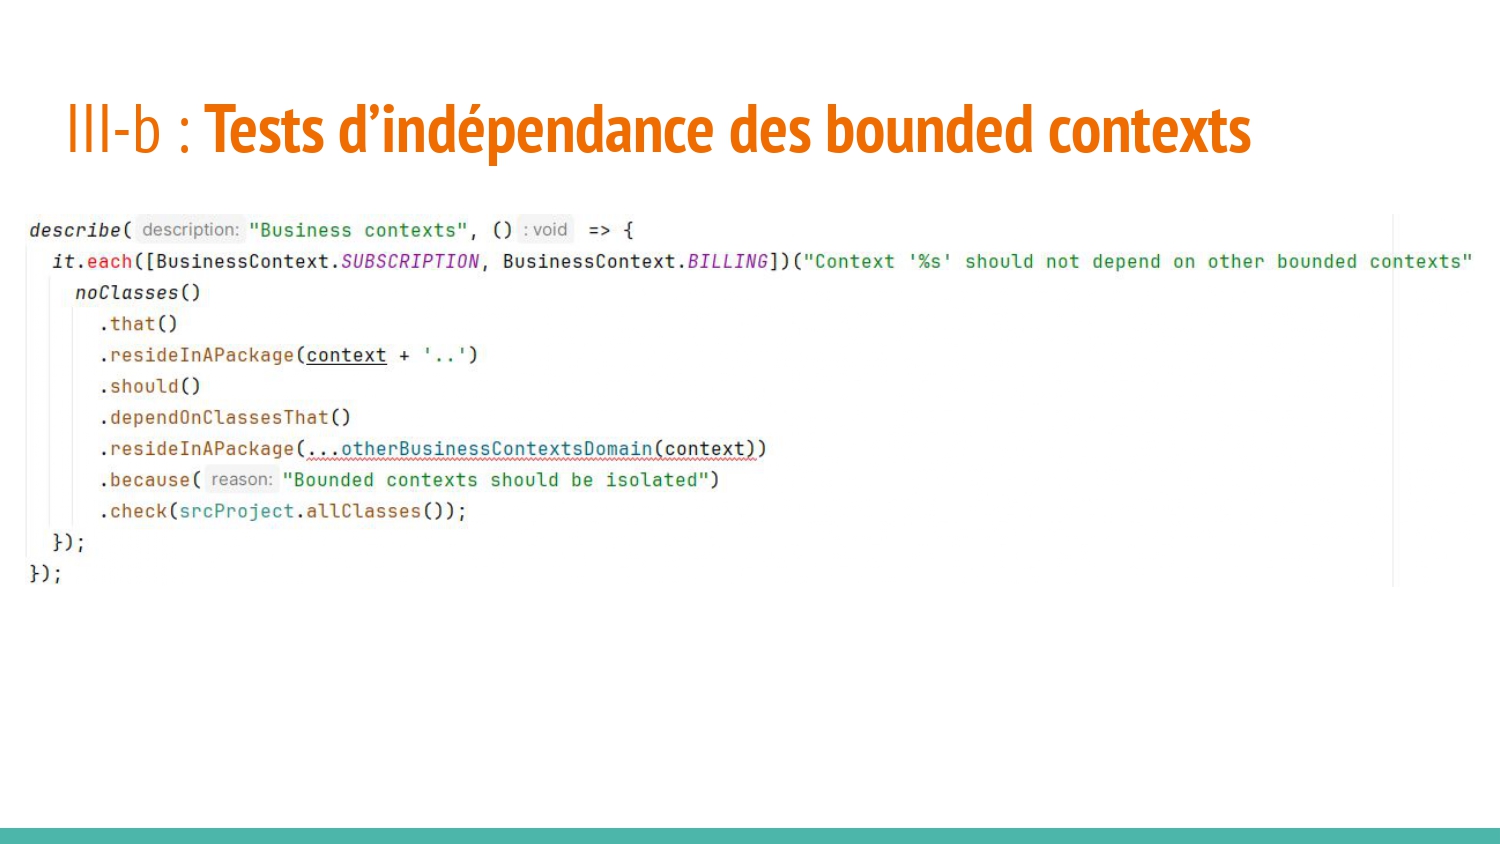 III-b : Tests d’indépendance des bounded contexts
describe( description: "Business contexts", () : void => {
it.each([BusinessContext.SUBSCRIPTION, BusinessContext.BILLING])("Context '%s' should not depend on other bounded contexts"
noClasses()
.that()
.resideInAPackage(context + '..')
.should()
.dependOnClassesThat()
.resideInAPackage(...otherBusinessContextsDomain(context))
.because( reason: "Bounded contexts should be isolated")
.check(srcProject.allClasses());
});
});